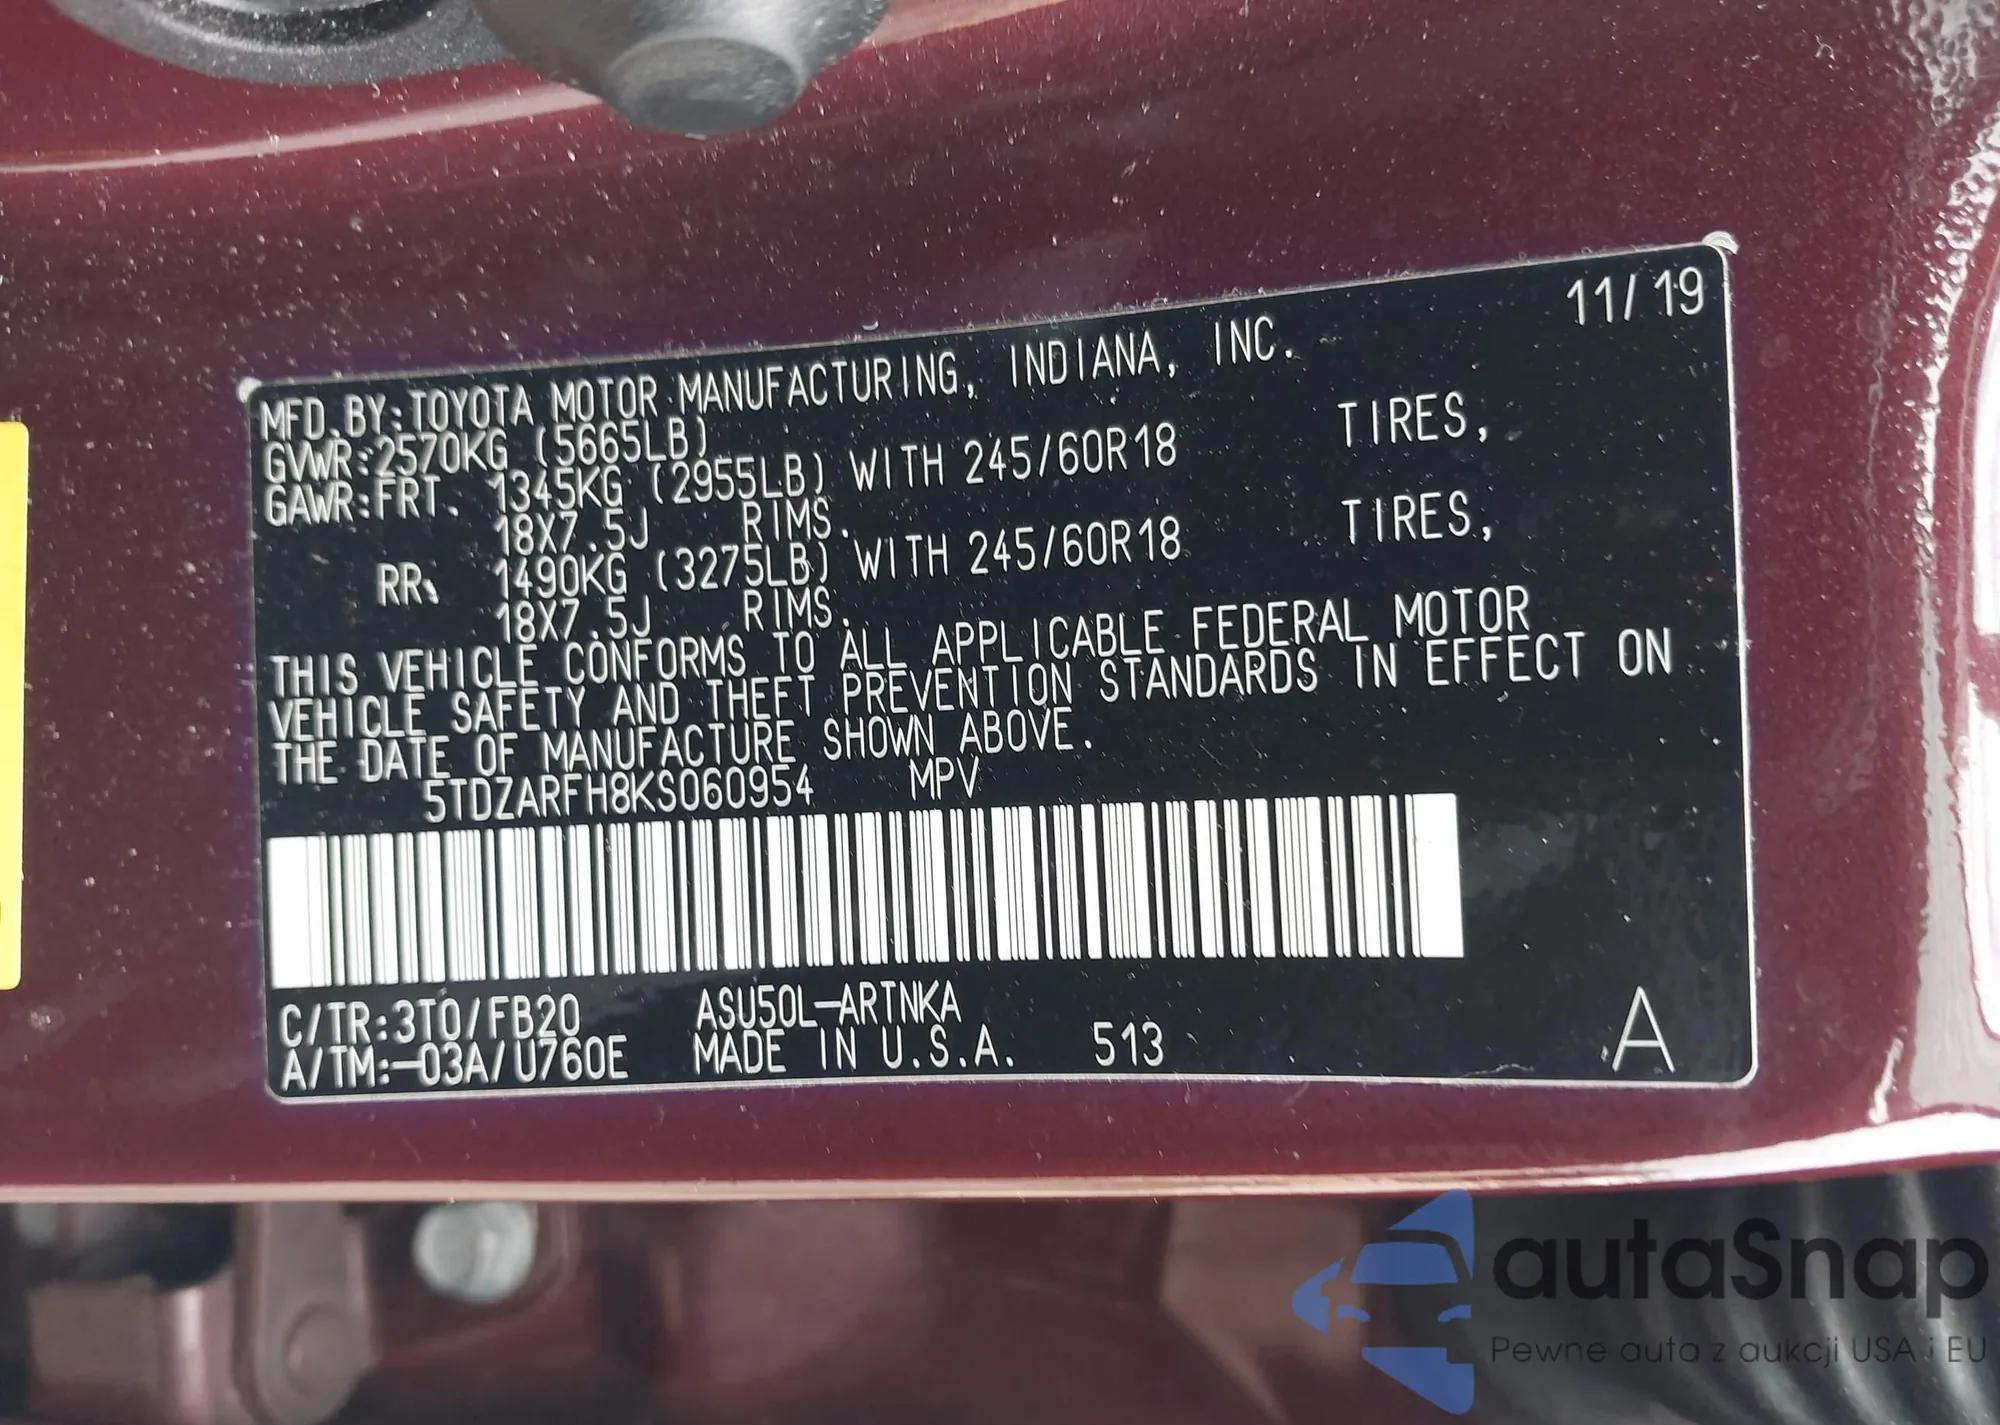 11/19
MFD.BY:TOYOTA MOTOR MANUFACTURING, INDIANA, INC.
GVWR:2570KG (5665LB)
GAWR:FRT. 1345KG (2955LB) WITH 245/60R18 TIRES,
18X7.5J RIMS.
RR. 1490KG (3275LB) WITH 245/60R18 TIRES,
18X7.5J RIMS.
THIS VEHICLE CONFORMS TO ALL APPLICABLE FEDERAL MOTOR
VEHICLE SAFETY AND THEFT PREVENTION STANDARDS IN EFFECT ON
THE DATE OF MANUFACTURE SHOWN ABOVE.
5TDZARFH8KS060954 MPV
C/TR:3T0/FB20 ASU50L-ARTNKA
A/TM:-03A/U760E MADE IN U.S.A. 513 A
autaSnap
Pewne auta z aukcji USA i EU